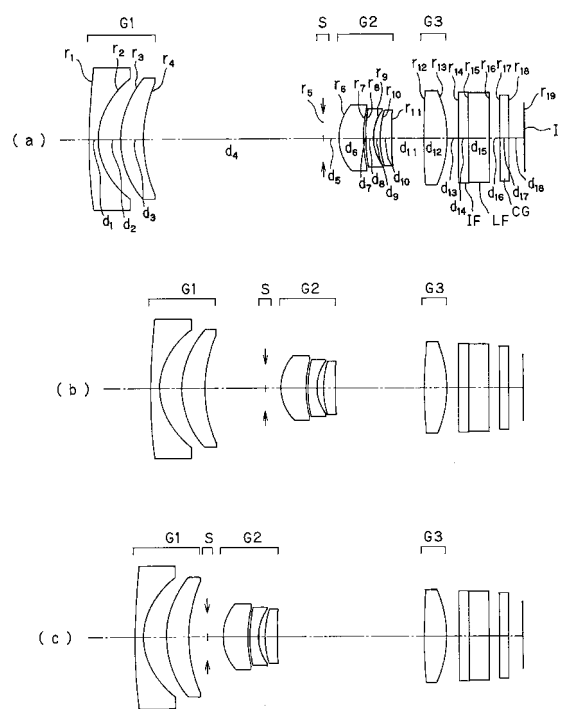 G1 S G2 G3
r1 r2 r3 r4 r5 r6 r7 r8 r9 r10 r11 r12 r13 r14 r15 r16 r17 r18 r19
(a) I
d1 d2 d3 d4 d5 d6 d7 d8 d9 d10 d11 d12 d13 d14 d15 d16 d17 d18
IF LF CG
G1 S G2 G3
(b)
G1 S G2 G3
(c)